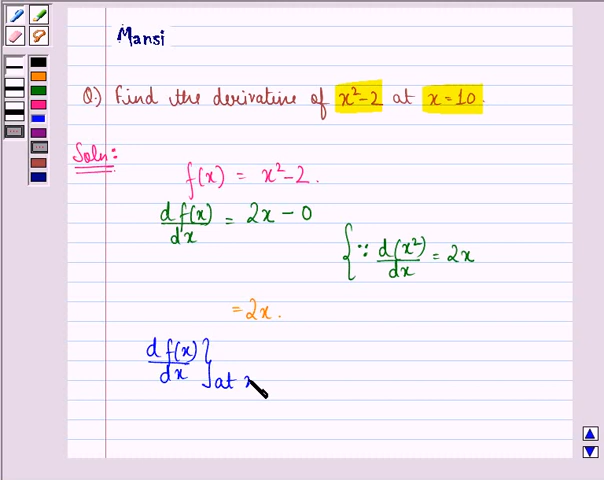 Mansi
Q.) Find the derivative of x²-2 at x=10.
Soln:
f(x) = x²-2.
d f(x)/dx = 2x - 0
{ ∵ d(x²)/dx = 2x
= 2x.
d f(x)/dx } at x